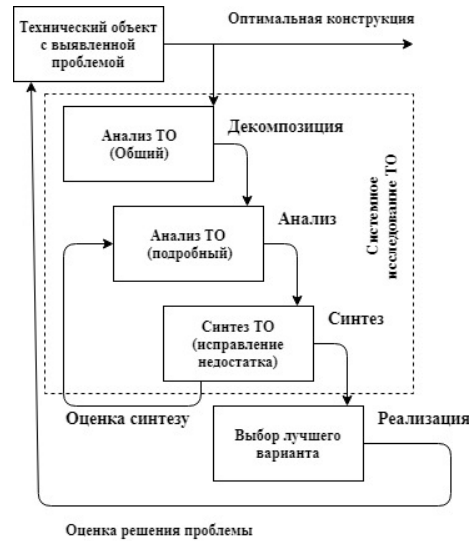 Оптимальная конструкция
Технический объект
с выявленной
проблемой
Анализ ТО
(Общий)
Декомпозиция
Системное
исследование ТО
Анализ ТО
(подробный)
Анализ
Синтез ТО
(исправление
недостатка)
Синтез
Оценка синтезу
Выбор лучшего
варианта
Реализация
Оценка решения проблемы